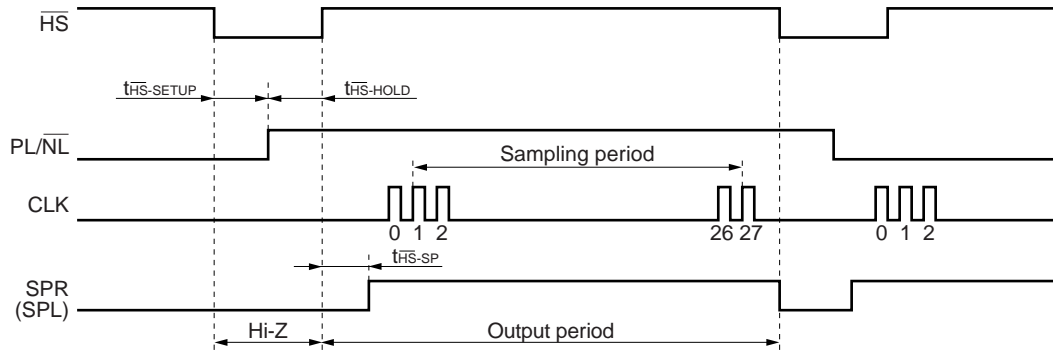 HS
tHS-SETUP tHS-HOLD
PL/NL
Sampling period
CLK
0 1 2 26 27 0 1 2
tHS-SP
SPR
(SPL)
Hi-Z Output period